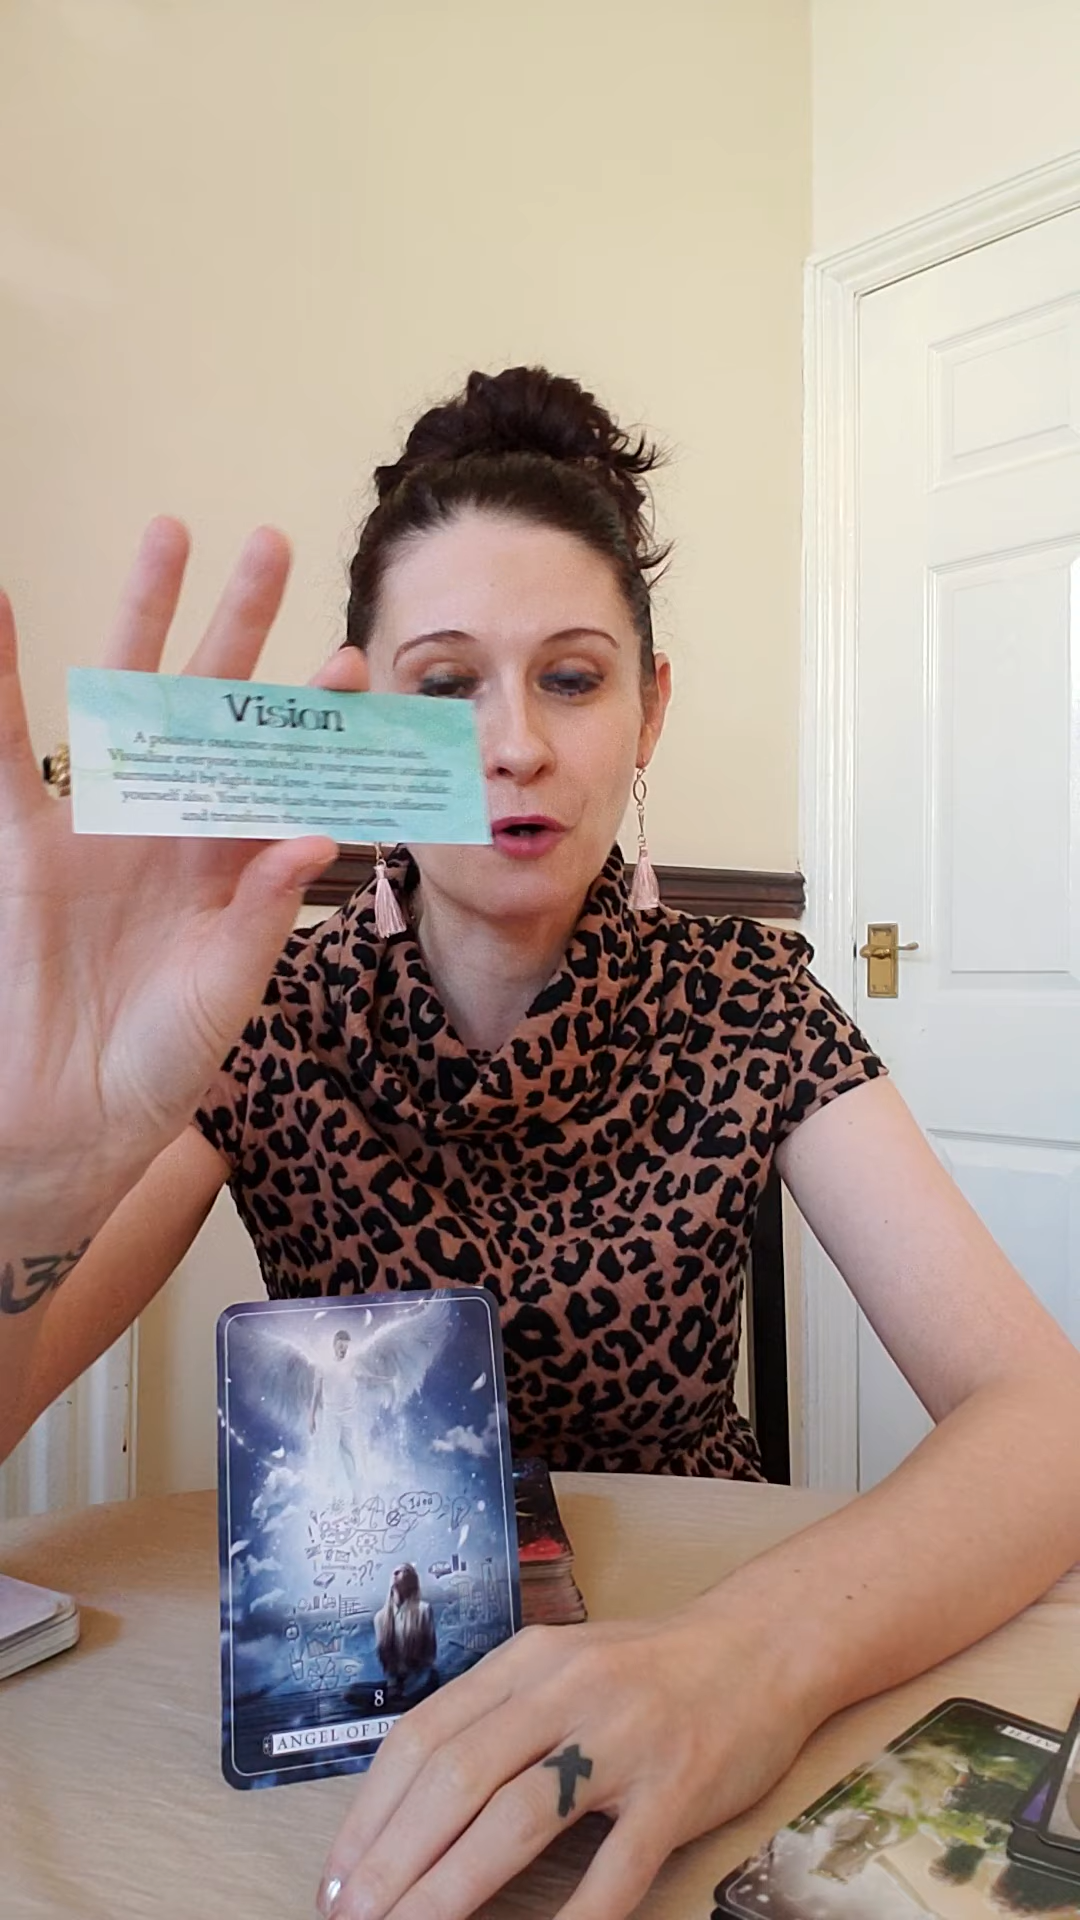 Vision
A positive outcome requires a positive vision.
Visualize everyone involved in your present situation
surrounded by light and love - make sure to include
yourself also. Your love has the power to influence
and transform the current
Idea
8
ANGEL OF